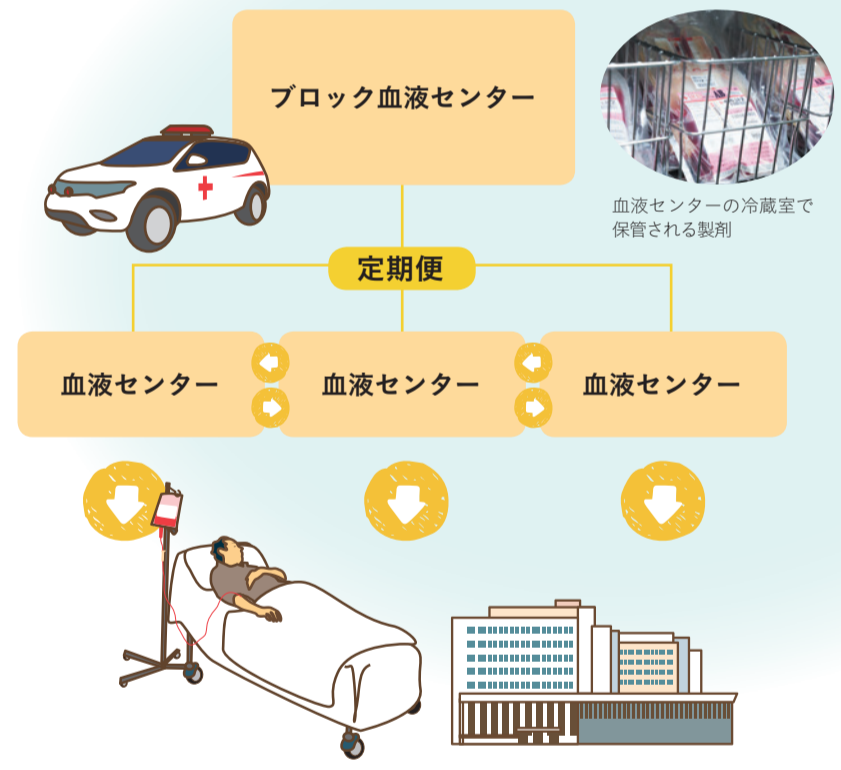 ブロック血液センター
血液センターの冷蔵室で
保管される製剤
定期便
血液センター
血液センター
血液センター